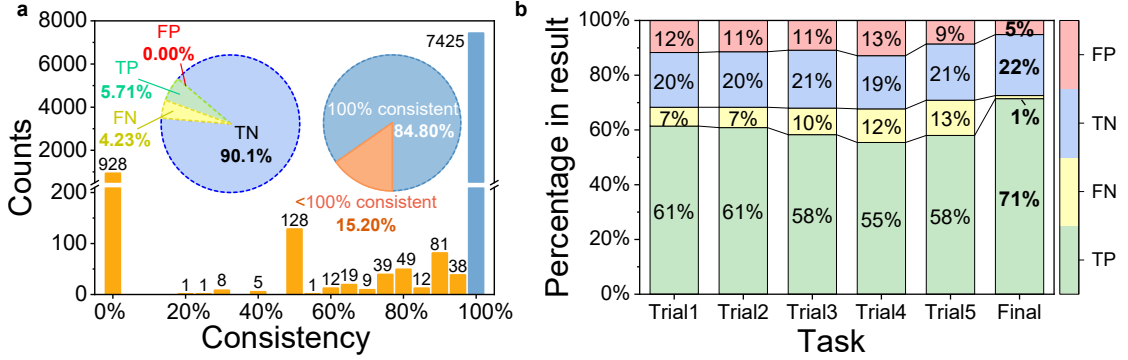 a
8000
6000
4000
2000
200
100
0
Counts
0%
20%
40%
60%
80%
100%
Consistency
928
1
1
8
5
128
1
12
19
9
39
49
12
81
38
7425
FP
0.00%
TP
5.71%
FN
4.23%
TN
90.1%
100% consistent
84.80%
<100% consistent
15.20%
b
100%
80%
60%
40%
20%
0%
Percentage in result
12%
11%
11%
13%
9%
5%
20%
20%
21%
19%
21%
22%
7%
7%
10%
12%
13%
1%
61%
61%
58%
55%
58%
71%
Trial1
Trial2
Trial3
Trial4
Trial5
Final
Task
FP
TN
FN
TP